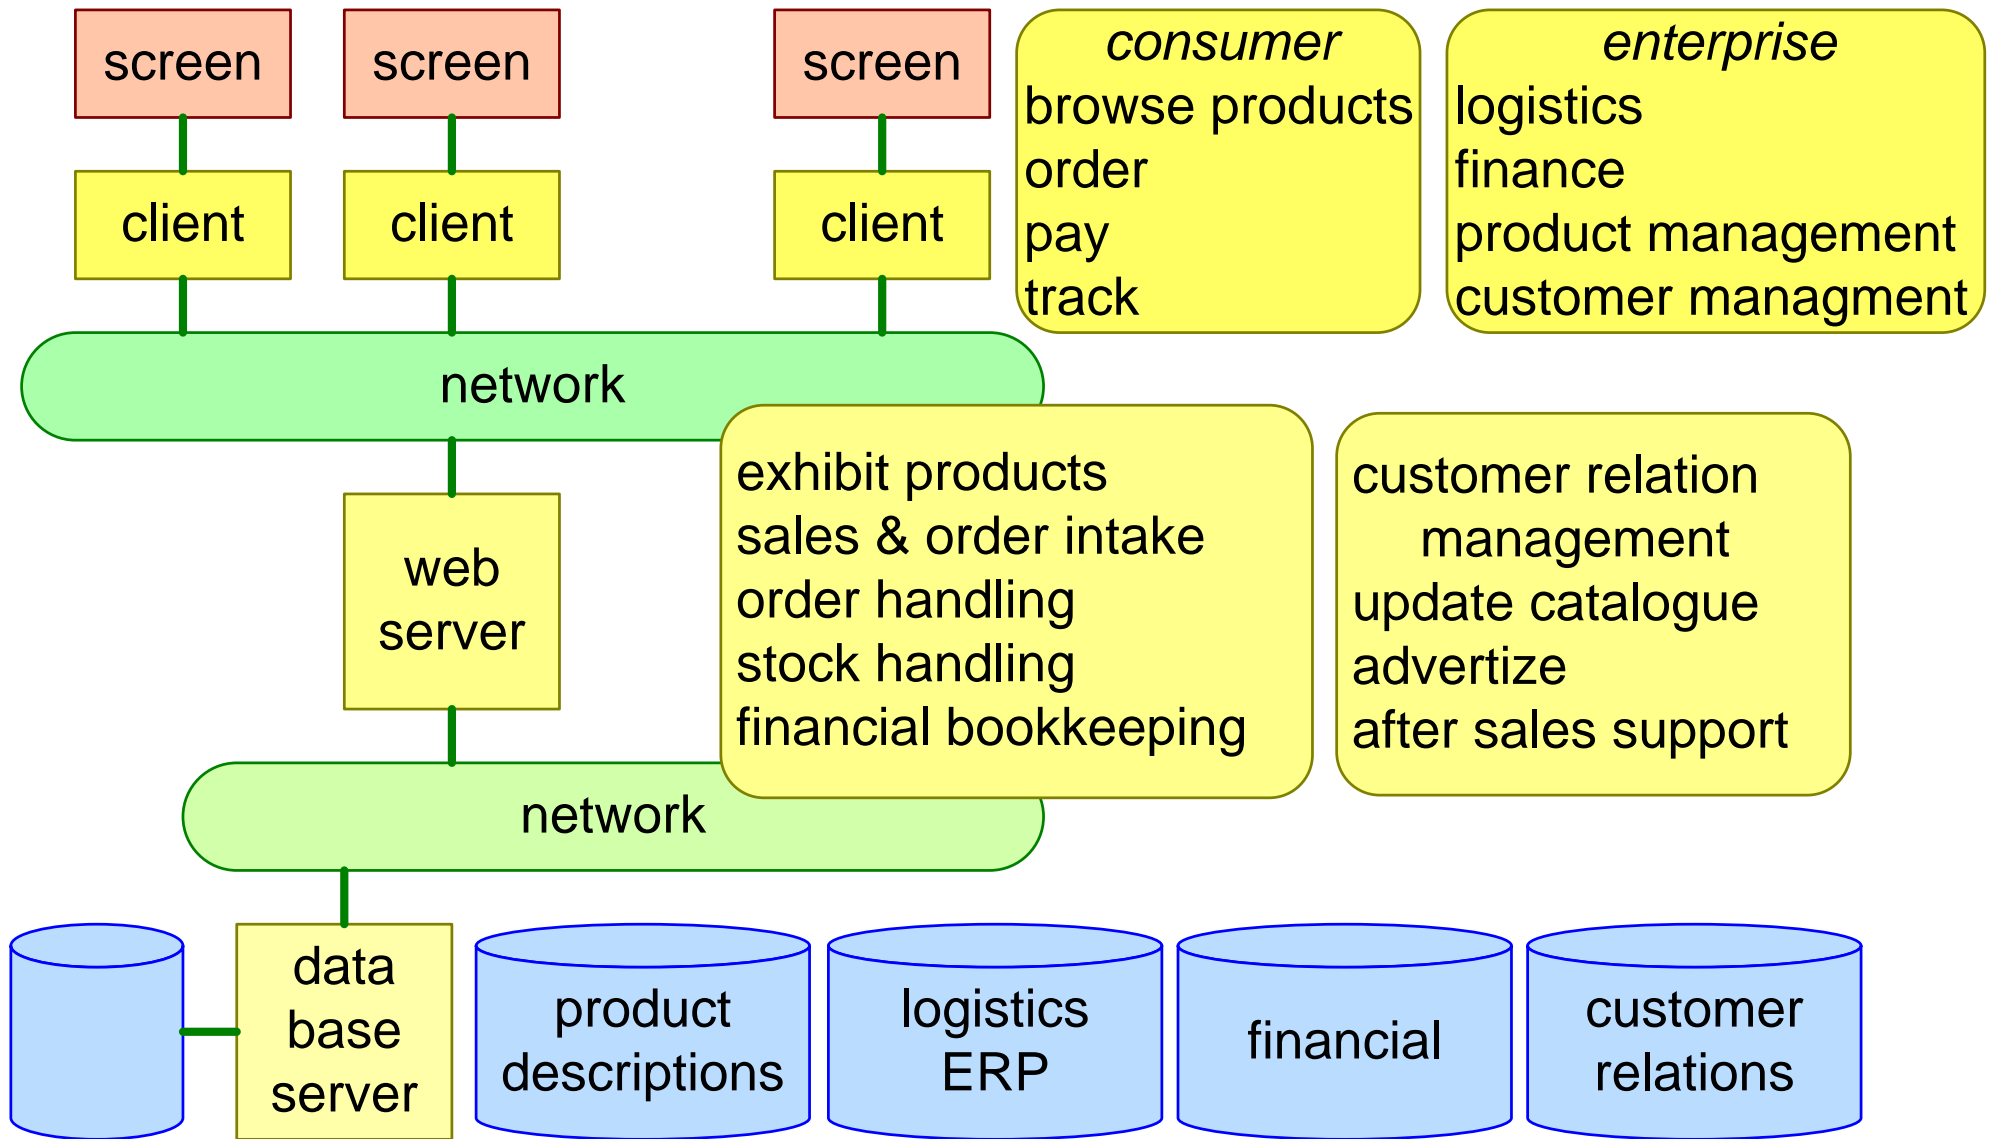 screen
screen
screen
client
client
client
consumer
browse products
order
pay
track
enterprise
logistics
finance
product management
customer managment
network
exhibit products
sales & order intake
order handling
stock handling
financial bookkeeping
customer relation
management
update catalogue
advertize
after sales support
web
server
network
data
base
server
product
descriptions
logistics
ERP
financial
customer
relations